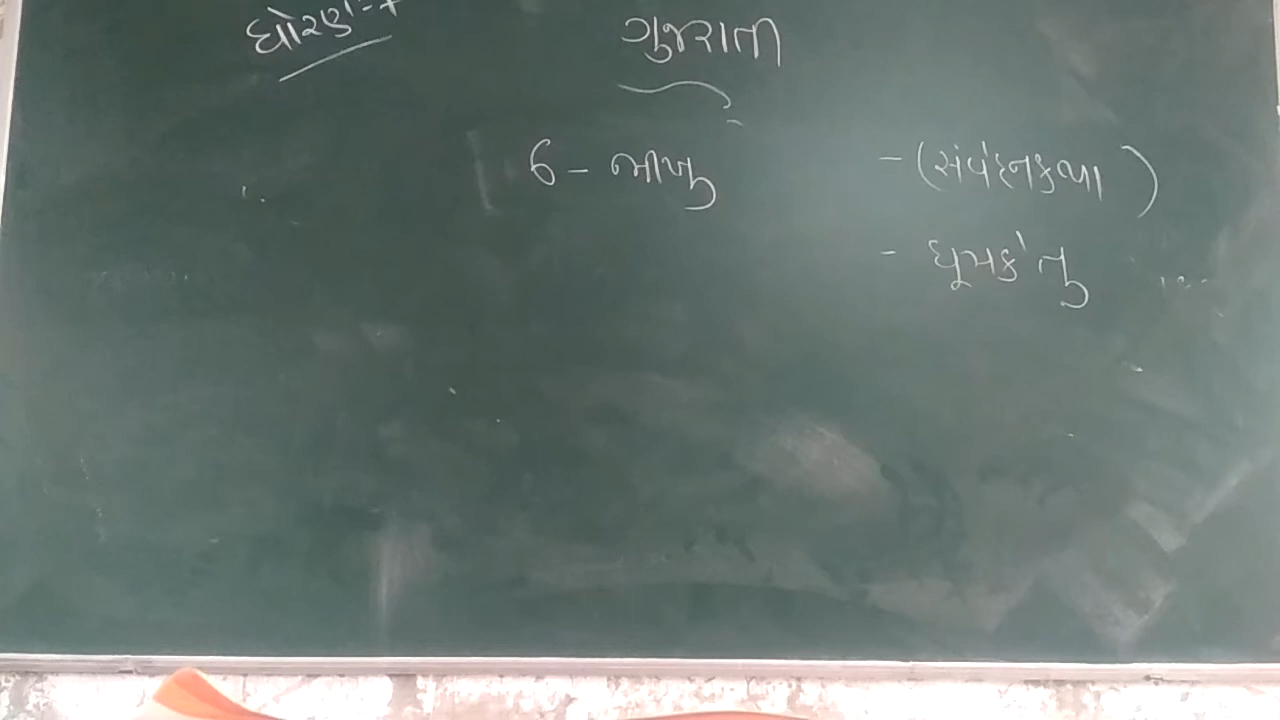 ધોરણ:-
ગુજરાતી
6 - ભીખુ - (સંવેદનકથા)
- ધૂમકેતુ